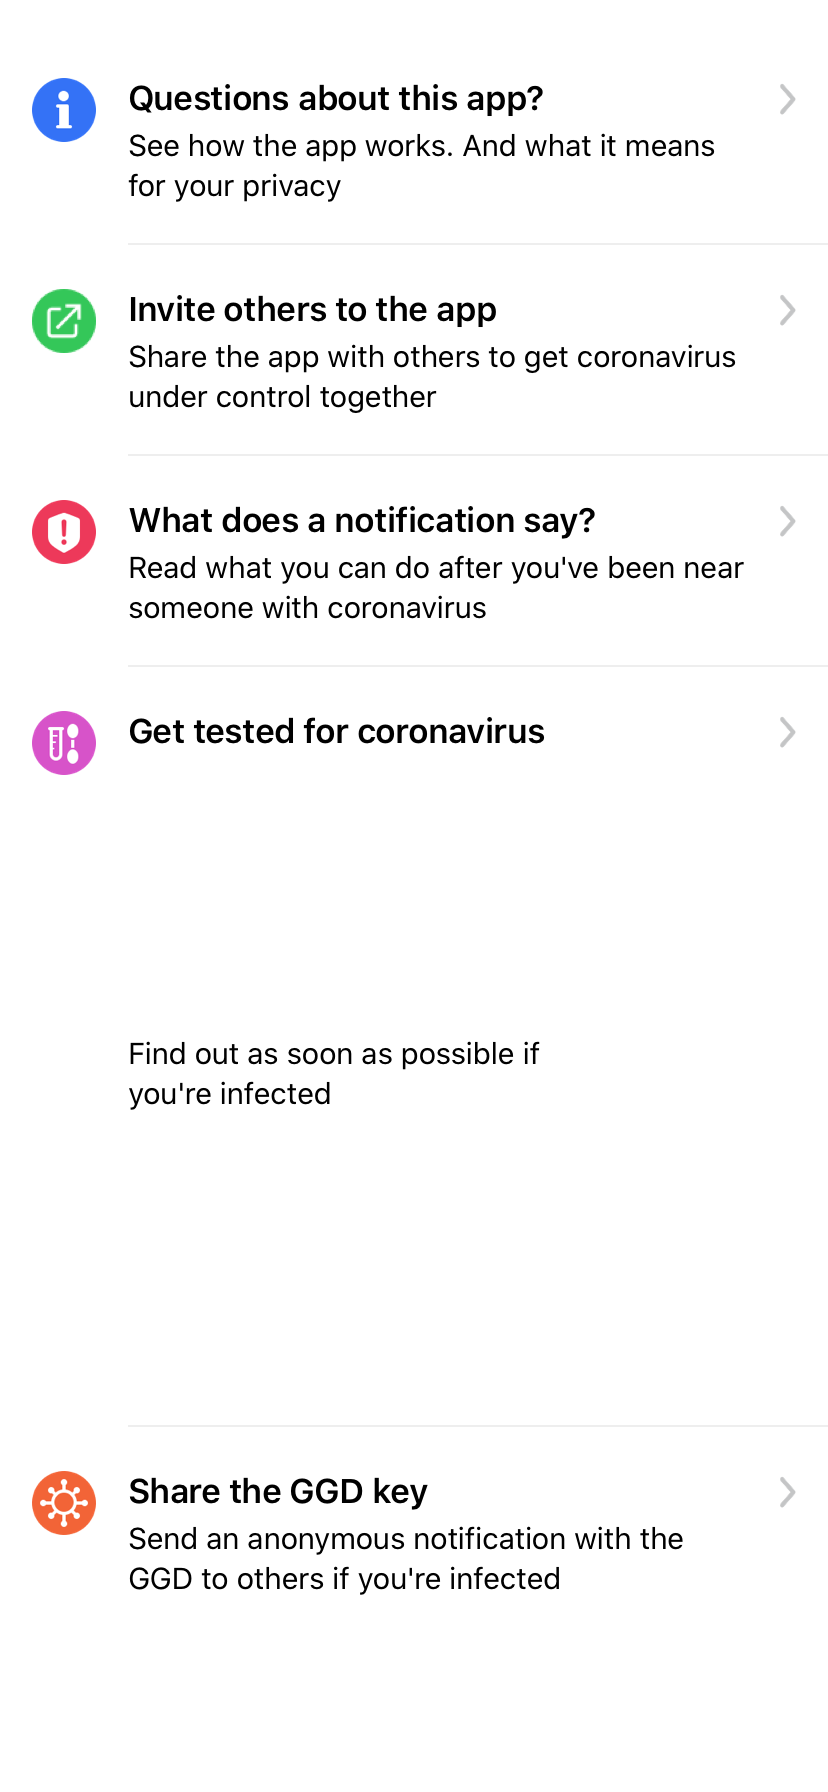 Questions about this app?
See how the app works. And what it means
for your privacy
Invite others to the app
Share the app with others to get coronavirus
under control together
What does a notification say?
Read what you can do after you've been near
someone with coronavirus
Get tested for coronavirus
Find out as soon as possible if
you're infected
Share the GGD key
Send an anonymous notification with the
GGD to others if you're infected